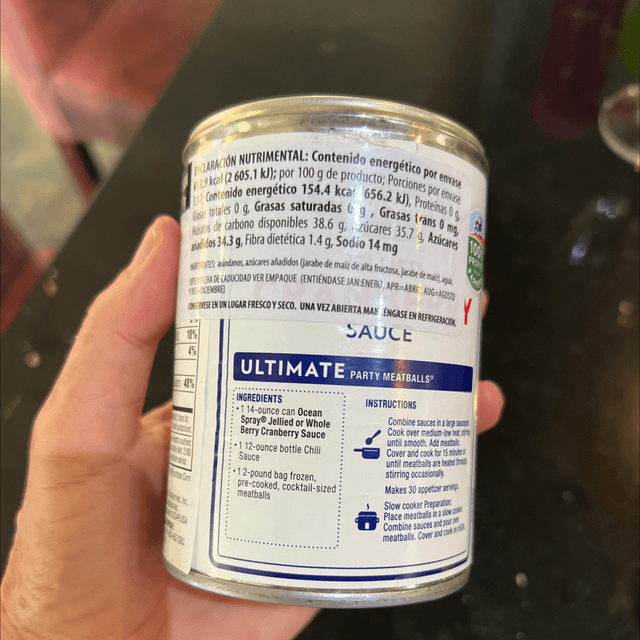 DECLARACIÓN NUTRIMENTAL: Contenido energético por envase
kcal (2 605.1 kJ); por 100 g de producto; Porciones por envase
Contenido energético 154.4 kcal (656.2 kJ), Proteínas 0 g,
Grasas totales 0 g, Grasas saturadas 0 g , Grasas trans 0 mg,
Hidratos de carbono disponibles 38.6 g, Azúcares 35.7 g, Azúcares
añadidos 34.3 g, Fibra dietética 1.4 g, Sodio 14 mg
INGREDIENTES: arándanos, azúcares añadidos (jarabe de maíz de alta fructosa, jarabe de maíz), agua.
LOTE Y FECHA DE CADUCIDAD VER EMPAQUE (ENTIÉNDASE JAN:ENERO, APR=ABRIL, AUG=AGOSTO
Y DEC=DICIEMBRE)
CONSÉRVESE EN UN LUGAR FRESCO Y SECO. UNA VEZ ABIERTA MANTÉNGASE EN REFRIGERACIÓN.
100%
SAUCE
10%
4%
48%
ULTIMATE PARTY MEATBALLS®
INGREDIENTS
• 1 14-ounce can Ocean
Spray® Jellied or Whole
Berry Cranberry Sauce
• 1 12-ounce bottle Chili
Sauce
• 1 2-pound bag frozen,
pre-cooked, cocktail-sized
meatballs
INSTRUCTIONS
Combine sauces in a large saucepan.
Cook over medium-low heat, stirring
until smooth. Add meatballs.
Cover and cook for 15 minutes or
until meatballs are heated through,
stirring occasionally.
Makes 30 appetizer servings.
Slow cooker Preparation:
Place meatballs in a slow cooker.
Combine sauces and pour over
meatballs. Cover and cook on HIGH